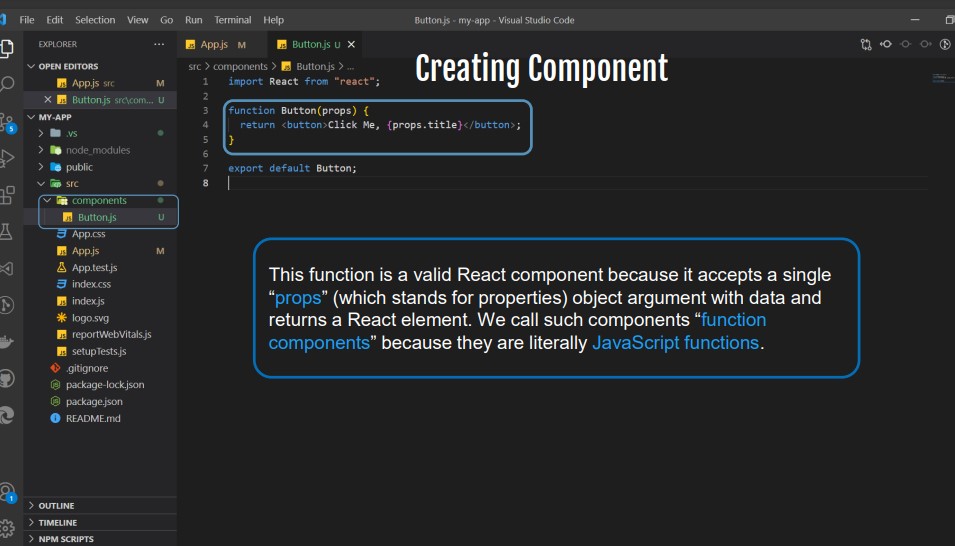 File Edit Selection View Go Run Terminal Help
Button.js - my-app - Visual Studio Code
EXPLORER
OPEN EDITORS
App.js src M
Button.js src\com... U
MY-APP
.vs
node_modules
public
src
components
Button.js U
App.css
App.js M
App.test.js
index.css
index.js
logo.svg
reportWebVitals.js
setupTests.js
.gitignore
package-lock.json
package.json
README.md
OUTLINE
TIMELINE
NPM SCRIPTS
5
1
App.js M
Button.js U
src > components > Button.js > ...
Creating Component
1 import React from "react";
2
3 function Button(props) {
4 return <button>Click Me, {props.title}</button>;
5 }
6
7 export default Button;
8
This function is a valid React component because it accepts a single
“props” (which stands for properties) object argument with data and
returns a React element. We call such components “function
components” because they are literally JavaScript functions.